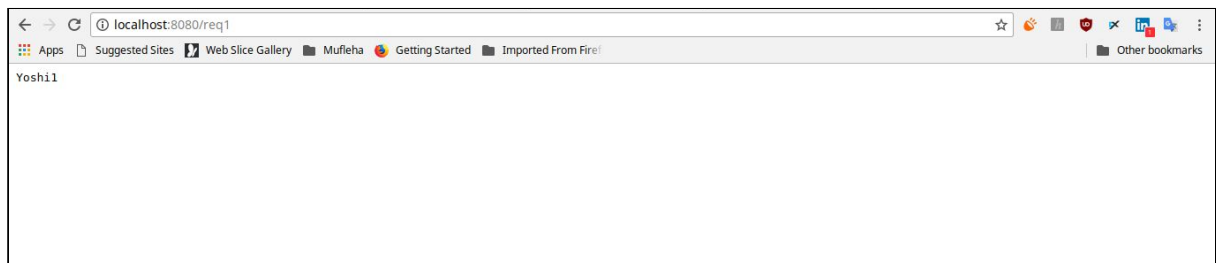 localhost:8080/req1
Apps Suggested Sites Web Slice Gallery Mufleha Getting Started Imported From Firef Other bookmarks
Yoshi1